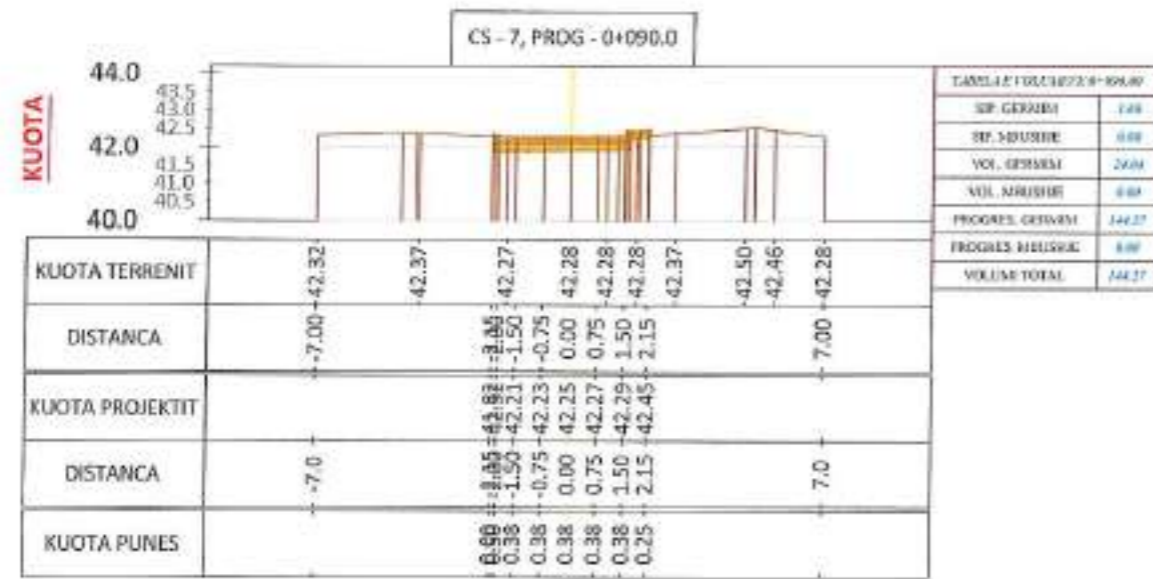 CS - 7, PROG - 0+090.0
KUOTA
44.0
43.5
43.0
42.5
42.0
41.5
41.0
40.5
40.0
SIP. GERMIM
VOL. GERMIM
PROGRES. GERMIM 144.27
VOLUMI TOTAL 144.27
KUOTA TERRENIT -42.32 -42.37 -42.27 -42.28 -42.28 -42.28 -42.37 -42.50 -42.46 -42.28
DISTANCA -7.00 -1.50 -0.75 0.00 0.75 1.50 2.15 7.00
KUOTA PROJEKTIT -42.21 -42.23 -42.25 -42.27 -42.29 -42.45
DISTANCA -7.0 -1.50 -0.75 0.00 0.75 1.50 2.15 7.0
KUOTA PUNES 0.38 0.38 0.38 0.38 0.38 0.25